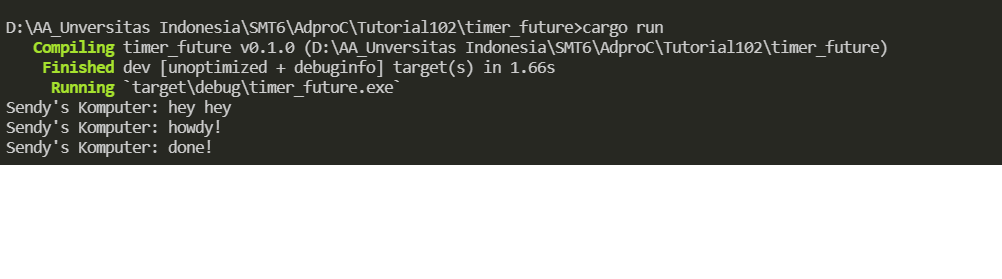 D:\AA_Unversitas Indonesia\SMT6\AdproC\Tutorial102\timer_future>cargo run
Compiling timer_future v0.1.0 (D:\AA_Unversitas Indonesia\SMT6\AdproC\Tutorial102\timer_future)
Finished dev [unoptimized + debuginfo] target(s) in 1.66s
Running `target\debug\timer_future.exe`
Sendy's Komputer: hey hey
Sendy's Komputer: howdy!
Sendy's Komputer: done!